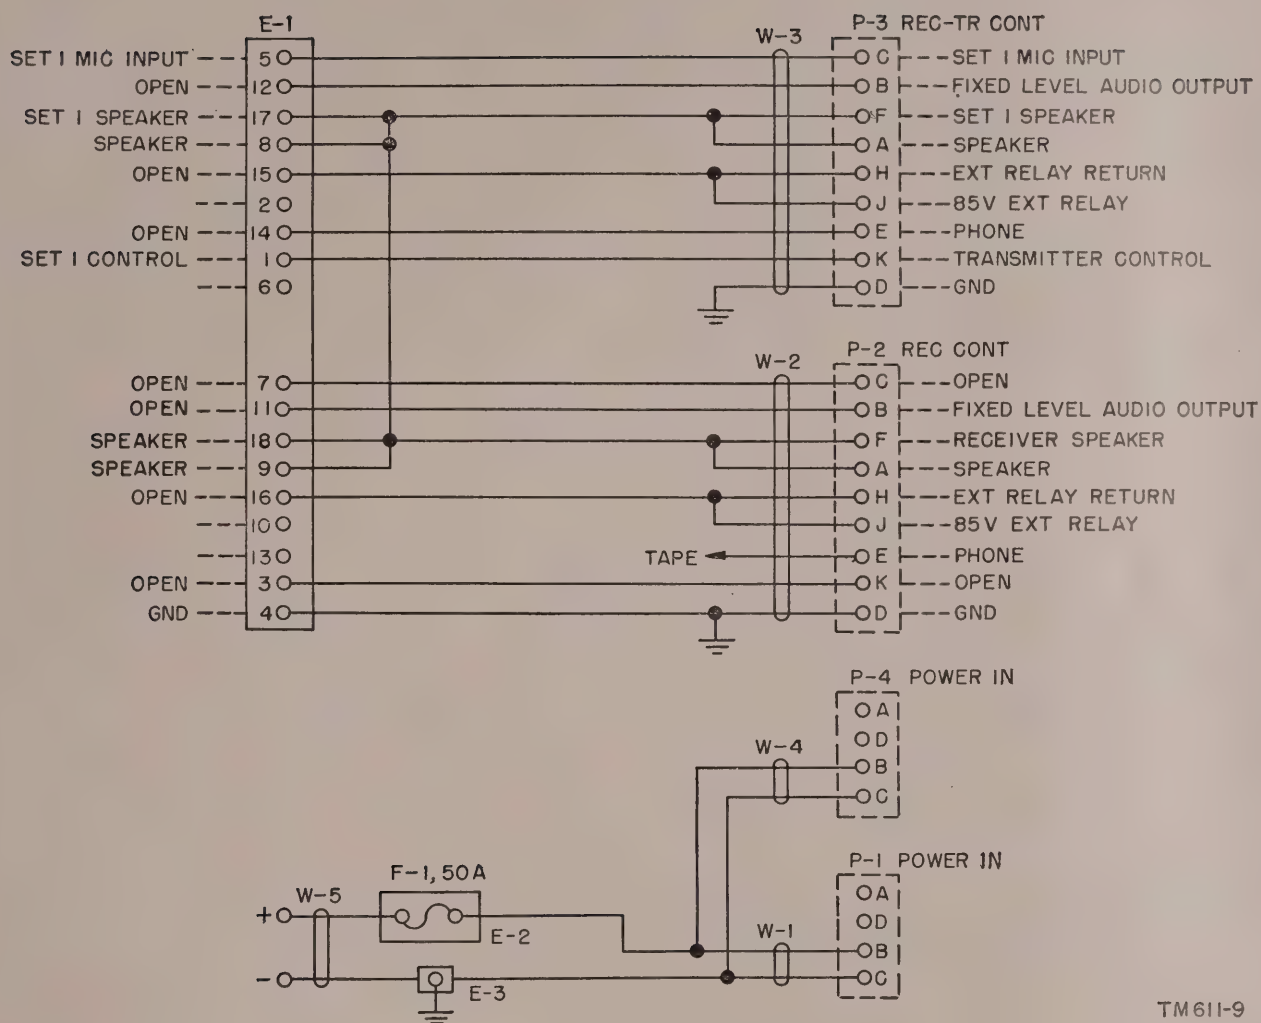 E-1
P-3 REC-TR CONT
W-3
SET 1 MIC INPUT 5 C SET 1 MIC INPUT
OPEN 12 B FIXED LEVEL AUDIO OUTPUT
SET 1 SPEAKER 17 F SET 1 SPEAKER
SPEAKER 8 A SPEAKER
OPEN 15 H EXT RELAY RETURN
2 J 85V EXT RELAY
OPEN 14 E PHONE
SET 1 CONTROL 1 K TRANSMITTER CONTROL
6 D GND
P-2 REC CONT
W-2
OPEN 7 C OPEN
OPEN 11 B FIXED LEVEL AUDIO OUTPUT
SPEAKER 18 F RECEIVER SPEAKER
SPEAKER 9 A SPEAKER
OPEN 16 H EXT RELAY RETURN
10 J 85V EXT RELAY
13 TAPE E PHONE
OPEN 3 K OPEN
GND 4 D GND
P-4 POWER IN
A
D
W-4
B
C
P-1 POWER IN
F-1, 50A
A
W-5
+
E-2
D
W-1
B
-
E-3
C
TM611-9